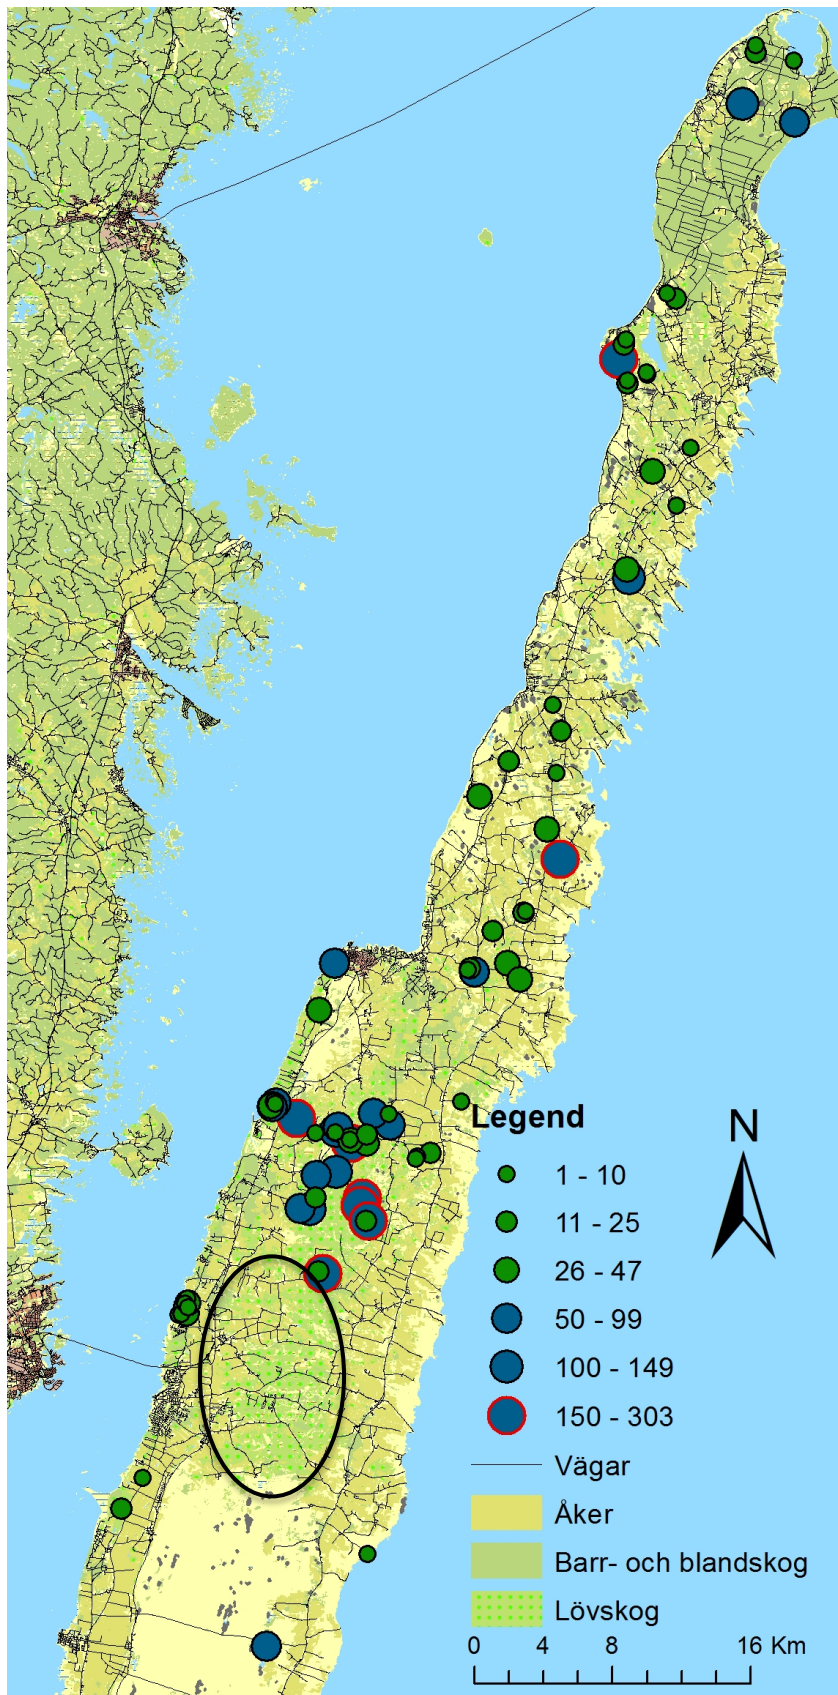 Legend
N
1 - 10
11 - 25
26 - 47
50 - 99
100 - 149
150 - 303
Vägar
Åker
Barr- och blandskog
Lövskog
0 4 8 16 Km